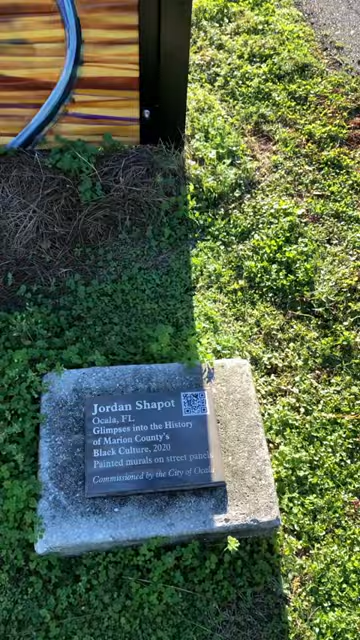 Jordan Shapot
Ocala, FL
Glimpses into the History
of Marion County's
Black Culture, 2020
Painted murals on street panels
Commissioned by the City of Ocala